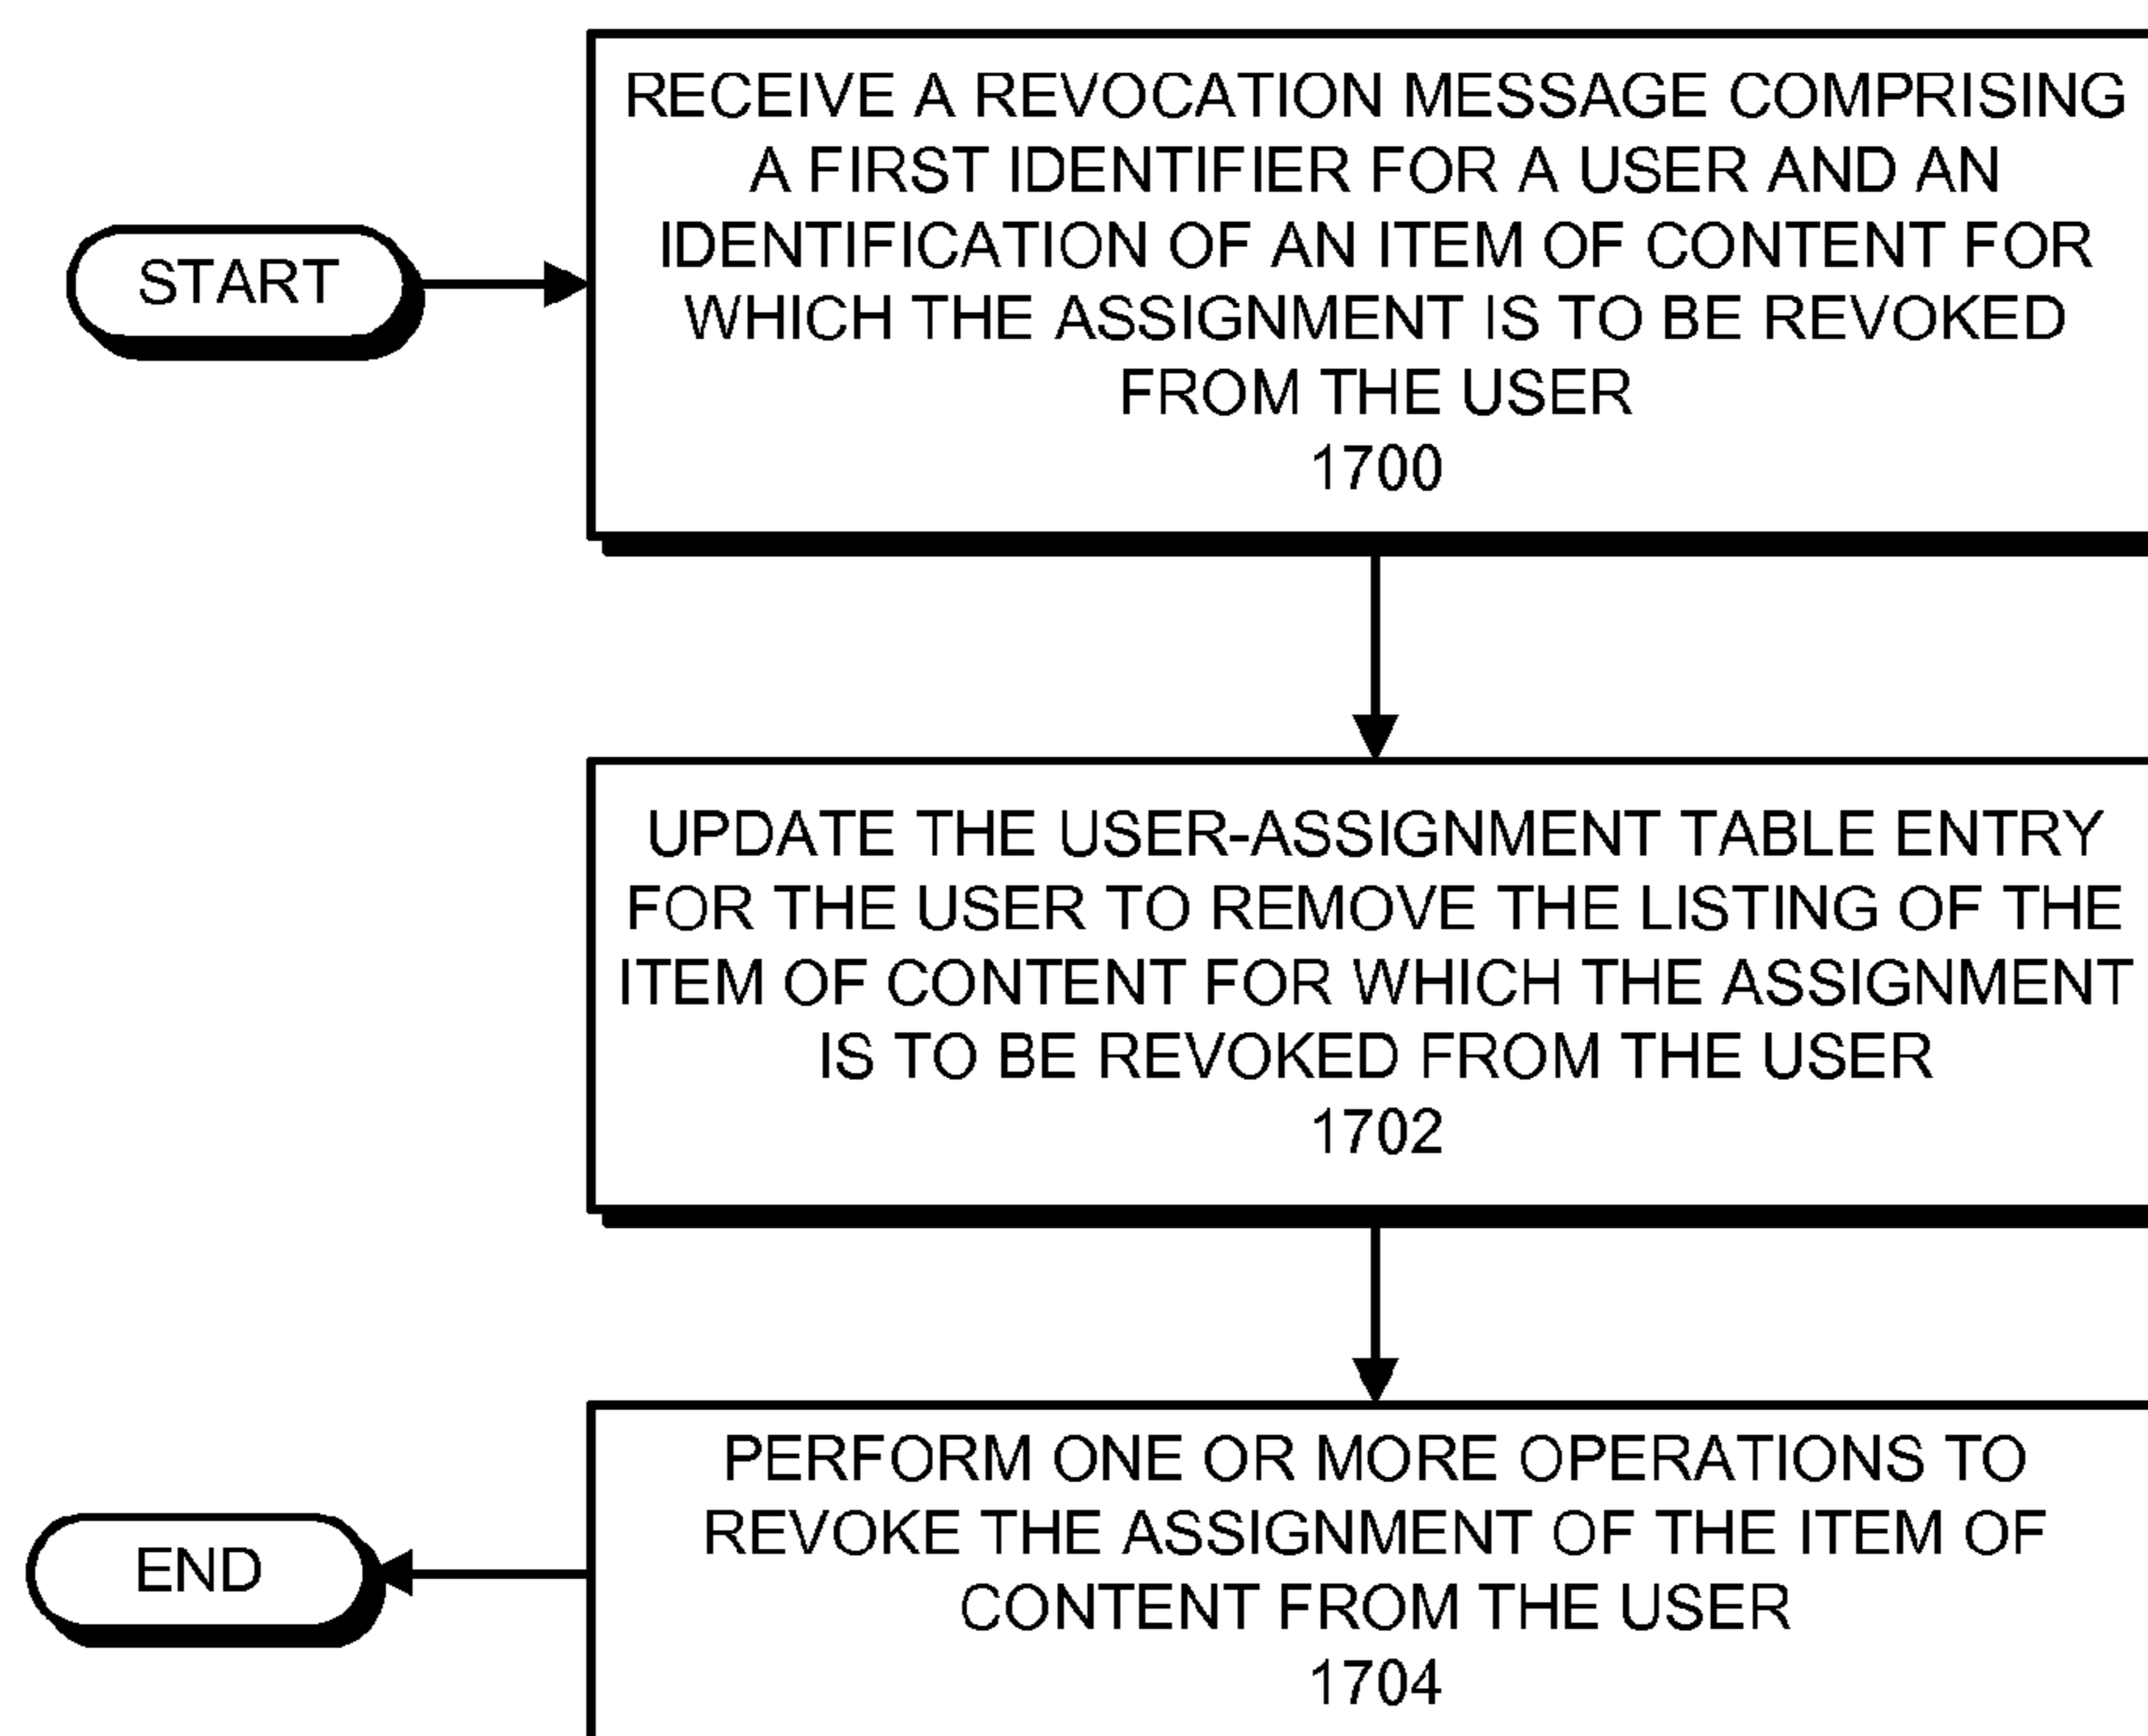 START
RECEIVE A REVOCATION MESSAGE COMPRISING
A FIRST IDENTIFIER FOR A USER AND AN
IDENTIFICATION OF AN ITEM OF CONTENT FOR
WHICH THE ASSIGNMENT IS TO BE REVOKED
FROM THE USER
1700
UPDATE THE USER-ASSIGNMENT TABLE ENTRY
FOR THE USER TO REMOVE THE LISTING OF THE
ITEM OF CONTENT FOR WHICH THE ASSIGNMENT
IS TO BE REVOKED FROM THE USER
1702
PERFORM ONE OR MORE OPERATIONS TO
REVOKE THE ASSIGNMENT OF THE ITEM OF
CONTENT FROM THE USER
1704
END